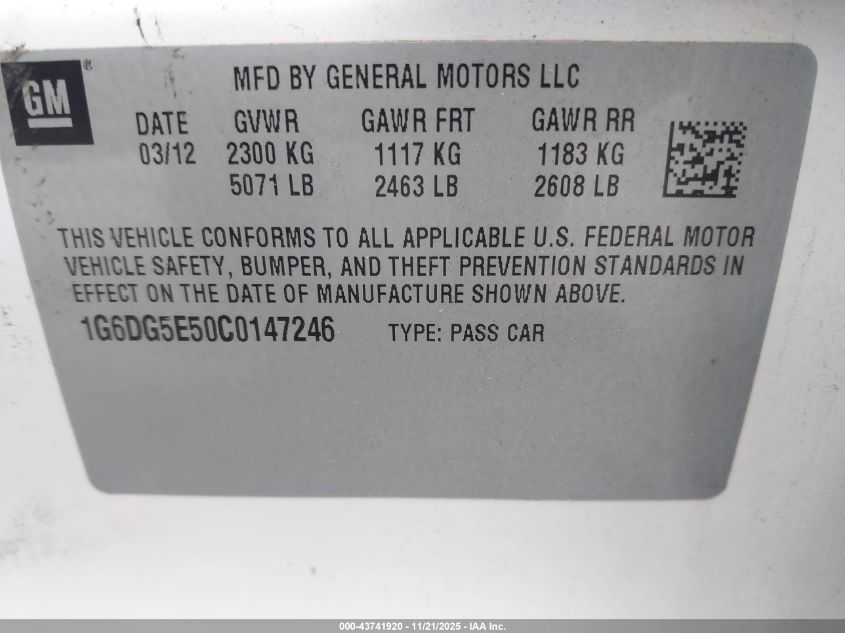 GM ®
MFD BY GENERAL MOTORS LLC
DATE GVWR GAWR FRT GAWR RR
03/12 2300 KG 1117 KG 1183 KG
5071 LB 2463 LB 2608 LB
THIS VEHICLE CONFORMS TO ALL APPLICABLE U.S. FEDERAL MOTOR
VEHICLE SAFETY, BUMPER, AND THEFT PREVENTION STANDARDS IN
EFFECT ON THE DATE OF MANUFACTURE SHOWN ABOVE.
1G6DG5E50C0147246 TYPE: PASS CAR
000-43741920 - 11/21/2025 - IAA Inc.